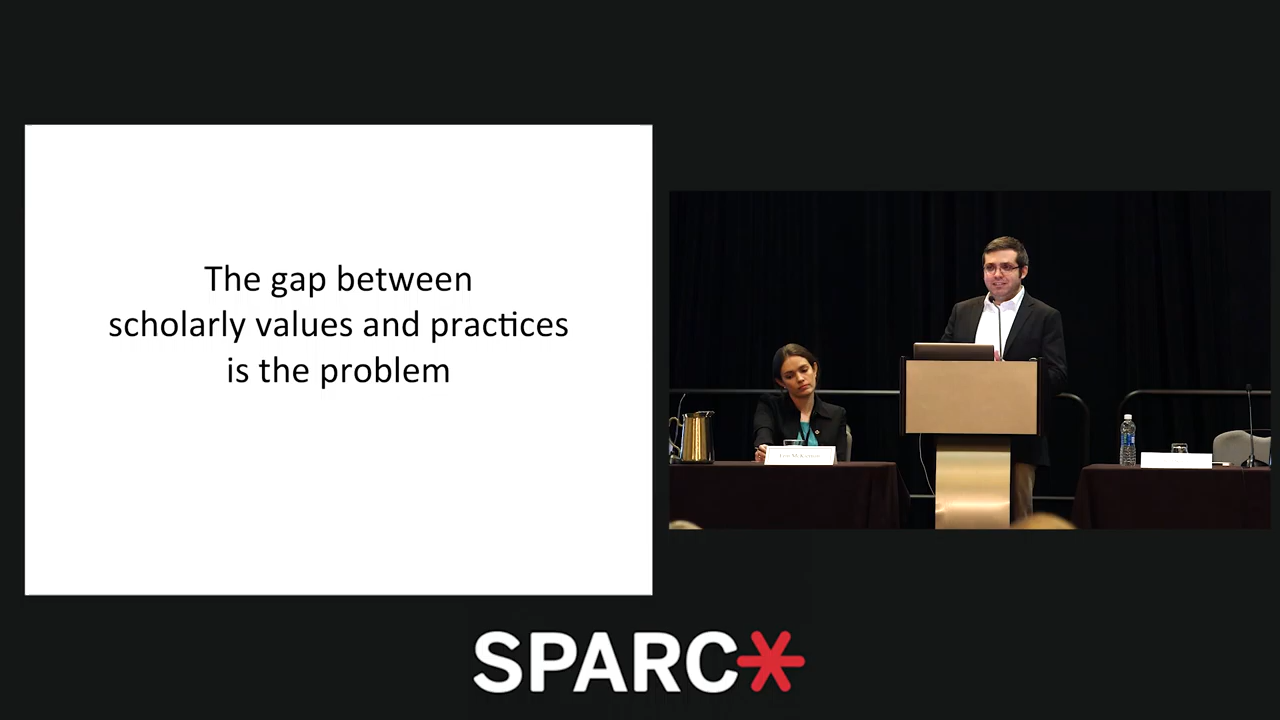 The gap between
scholarly values and practices
is the problem
SPARC